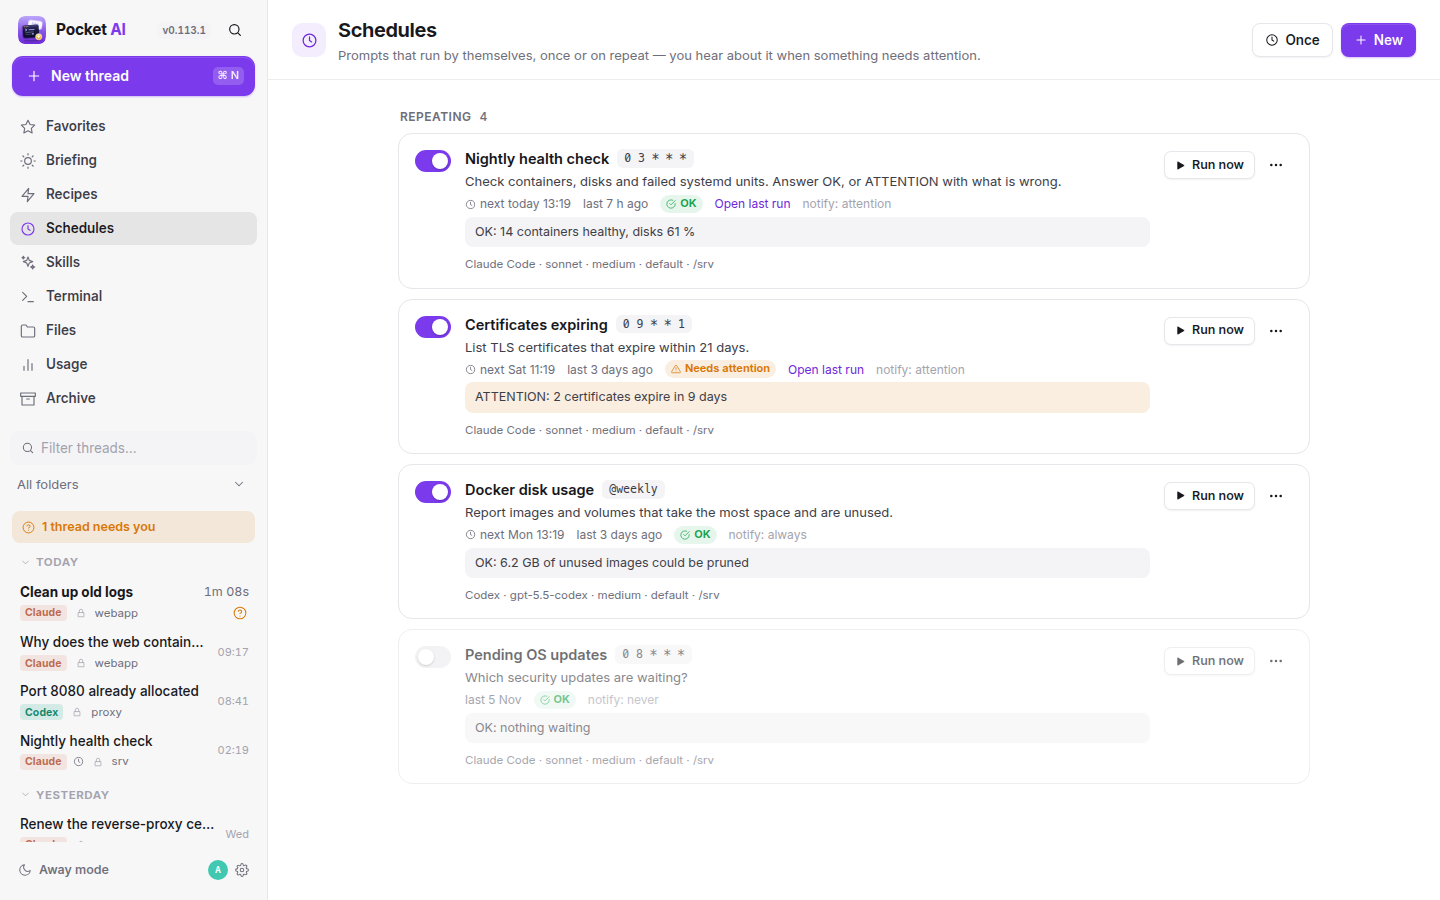 Pocket AI
v0.113.1
New thread
⌘ N
Favorites
Briefing
Recipes
Schedules
Skills
Terminal
Files
Usage
Archive
Filter threads...
All folders
1 thread needs you
TODAY
Clean up old logs
1m 08s
Claude
webapp
Why does the web contain...
09:17
Claude
webapp
Port 8080 already allocated
08:41
Codex
proxy
Nightly health check
02:19
Claude
srv
YESTERDAY
Renew the reverse-proxy ce...
Wed
Away mode
A
Schedules
Prompts that run by themselves, once or on repeat — you hear about it when something needs attention.
Once
New
REPEATING 4
Nightly health check 0 3 * * *
Run now
Check containers, disks and failed systemd units. Answer OK, or ATTENTION with what is wrong.
next today 13:19 last 7 h ago OK Open last run notify: attention
OK: 14 containers healthy, disks 61 %
Claude Code · sonnet · medium · default · /srv
Certificates expiring 0 9 * * 1
Run now
List TLS certificates that expire within 21 days.
next Sat 11:19 last 3 days ago Needs attention Open last run notify: attention
ATTENTION: 2 certificates expire in 9 days
Claude Code · sonnet · medium · default · /srv
Docker disk usage @weekly
Run now
Report images and volumes that take the most space and are unused.
next Mon 13:19 last 3 days ago OK notify: always
OK: 6.2 GB of unused images could be pruned
Codex · gpt-5.5-codex · medium · default · /srv
Pending OS updates 0 8 * * *
Run now
Which security updates are waiting?
last 5 Nov OK notify: never
OK: nothing waiting
Claude Code · sonnet · medium · default · /srv